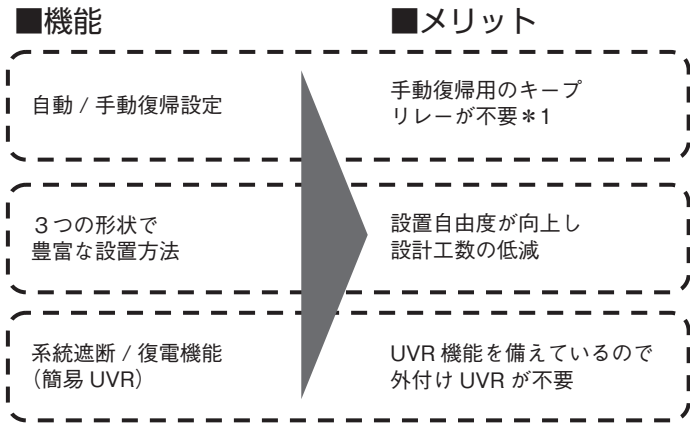 ■機能
■メリット
自動 / 手動復帰設定
手動復帰用のキープ
リレーが不要＊1
３つの形状で
豊富な設置方法
設置自由度が向上し
設計工数の低減
系統遮断 / 復電機能
（簡易 UVR）
UVR 機能を備えているので
外付け UVR が不要